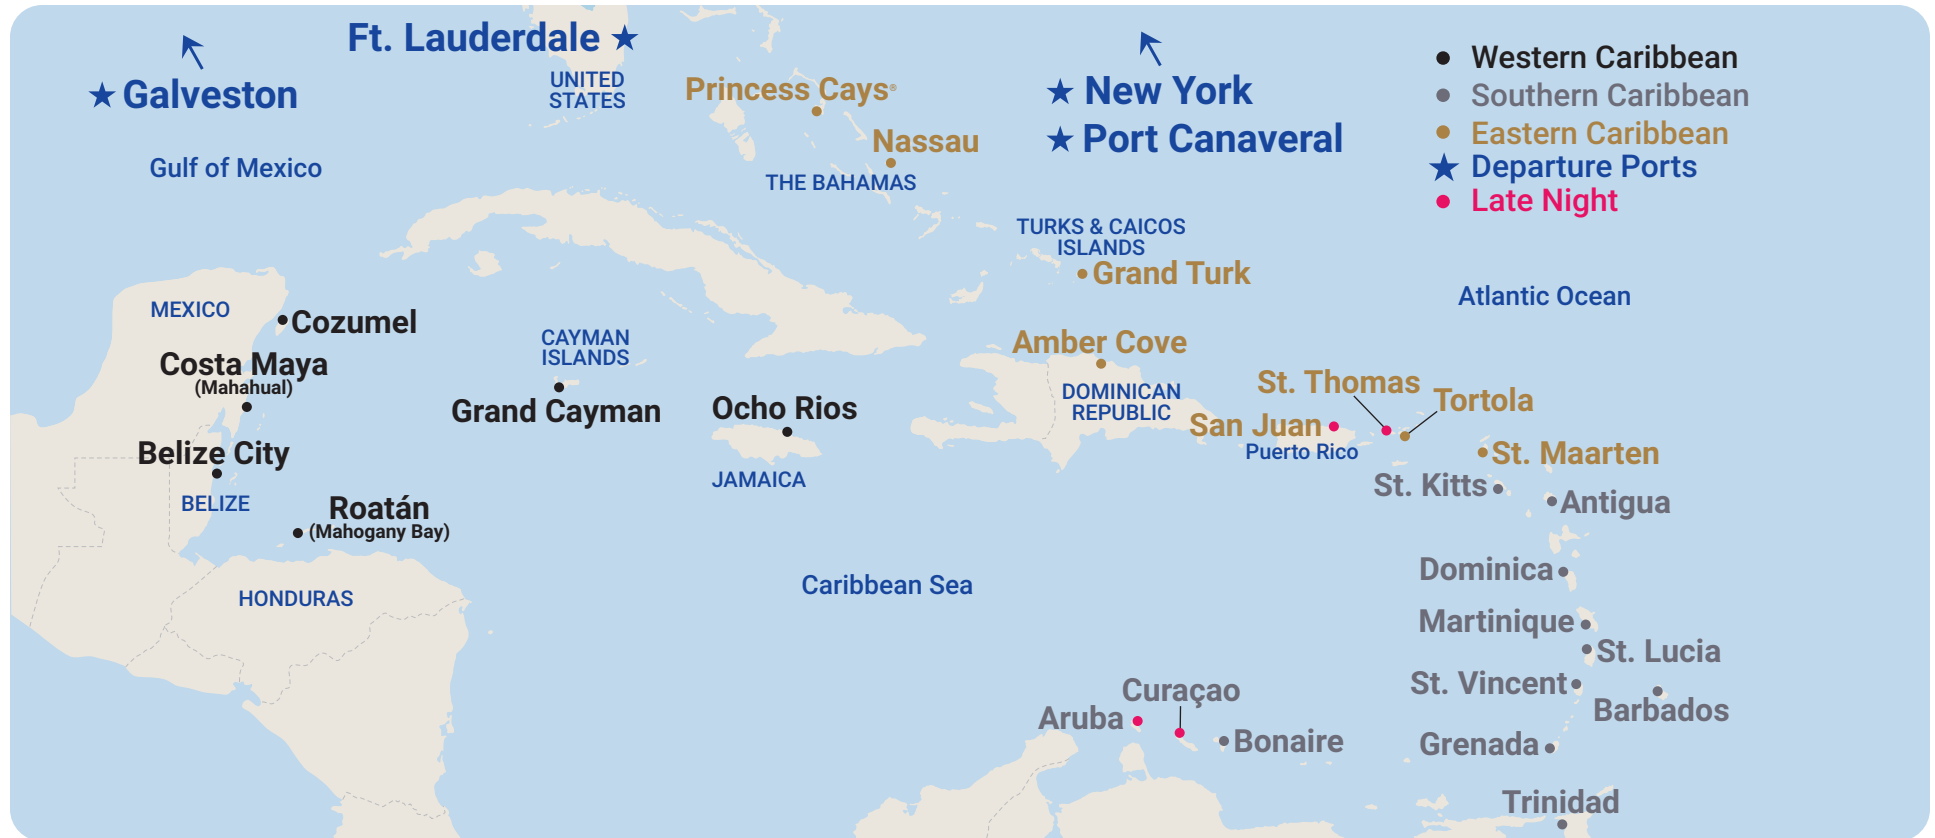 Ft. Lauderdale
Galveston
UNITED
STATES
Gulf of Mexico
Princess Cays®
Nassau
THE BAHAMAS
New York
Port Canaveral
Western Caribbean
Southern Caribbean
Eastern Caribbean
Departure Ports
Late Night
TURKS & CAICOS
ISLANDS
Grand Turk
Atlantic Ocean
MEXICO
Cozumel
Costa Maya
(Mahahual)
Belize City
BELIZE
Roatán
(Mahogany Bay)
HONDURAS
CAYMAN
ISLANDS
Grand Cayman
Ocho Rios
JAMAICA
Amber Cove
DOMINICAN
REPUBLIC
St. Thomas
Tortola
San Juan
Puerto Rico
St. Maarten
St. Kitts
Antigua
Caribbean Sea
Dominica
Martinique
St. Lucia
St. Vincent
Barbados
Curaçao
Aruba
Bonaire
Grenada
Trinidad